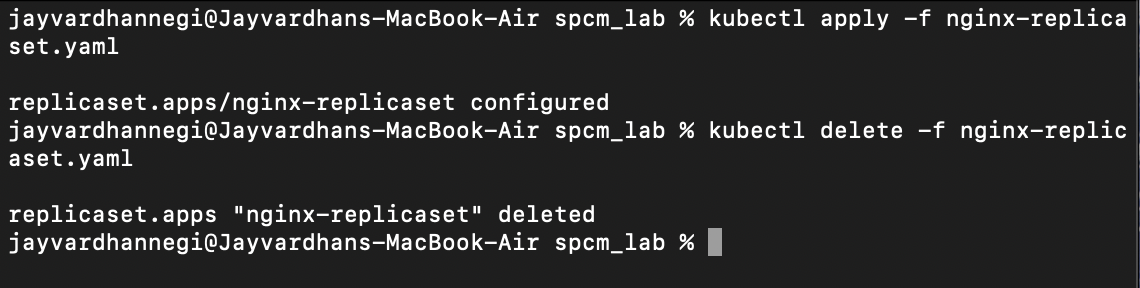 jayvardhannegi@Jayvardhans-MacBook-Air spcm_lab % kubectl apply -f nginx-replica
set.yaml
replicaset.apps/nginx-replicaset configured
jayvardhannegi@Jayvardhans-MacBook-Air spcm_lab % kubectl delete -f nginx-replic
aset.yaml
replicaset.apps "nginx-replicaset" deleted
jayvardhannegi@Jayvardhans-MacBook-Air spcm_lab %